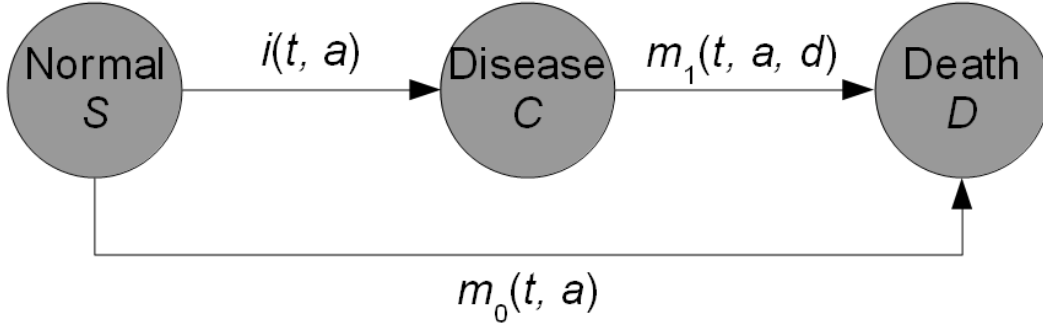 Normal
S
i(t, a)
Disease
C
m₁(t, a, d)
Death
D
m₀(t, a)